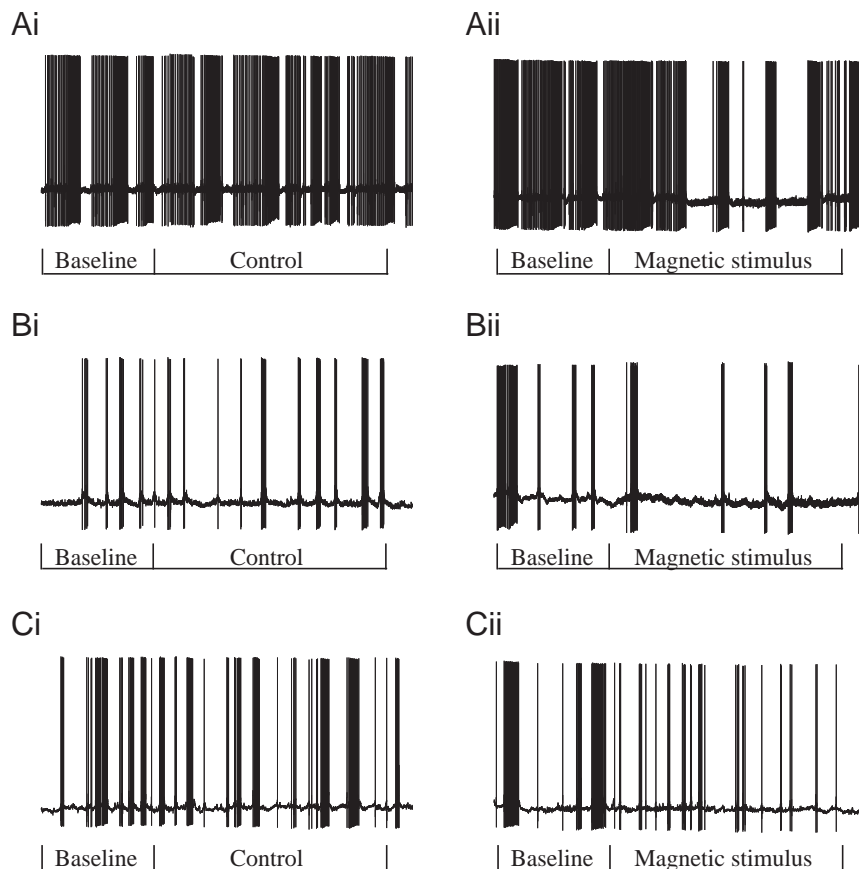 Ai
Aii
Baseline Control
Baseline Magnetic stimulus
Bi
Bii
Baseline Control
Baseline Magnetic stimulus
Ci
Cii
Baseline Control
Baseline Magnetic stimulus